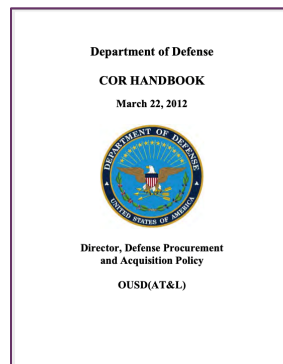 Department of Defense
COR HANDBOOK
March 22, 2012
DEPARTMENT OF DEFENSE
UNITED STATES OF AMERICA
Director, Defense Procurement
and Acquisition Policy
OUSD(AT&L)